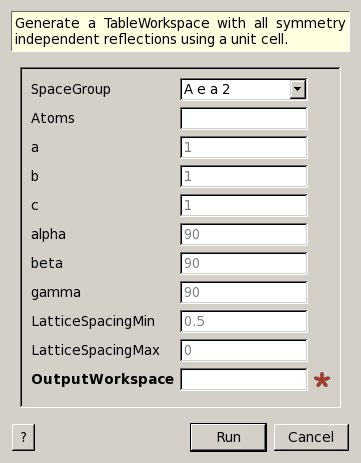 Generate a TableWorkspace with all symmetry
independent reflections using a unit cell.
SpaceGroup A e a 2
Atoms
a 1
b 1
c 1
alpha 90
beta 90
gamma 90
LatticeSpacingMin 0.5
LatticeSpacingMax 0
OutputWorkspace *
? Run Cancel